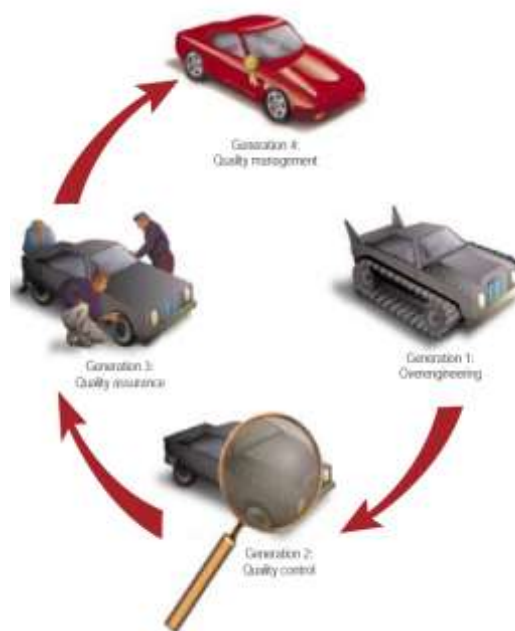 Generation 4:
Quality management
Generation 3:
Quality assurance
Generation 1:
Overengineering
Generation 2:
Quality control